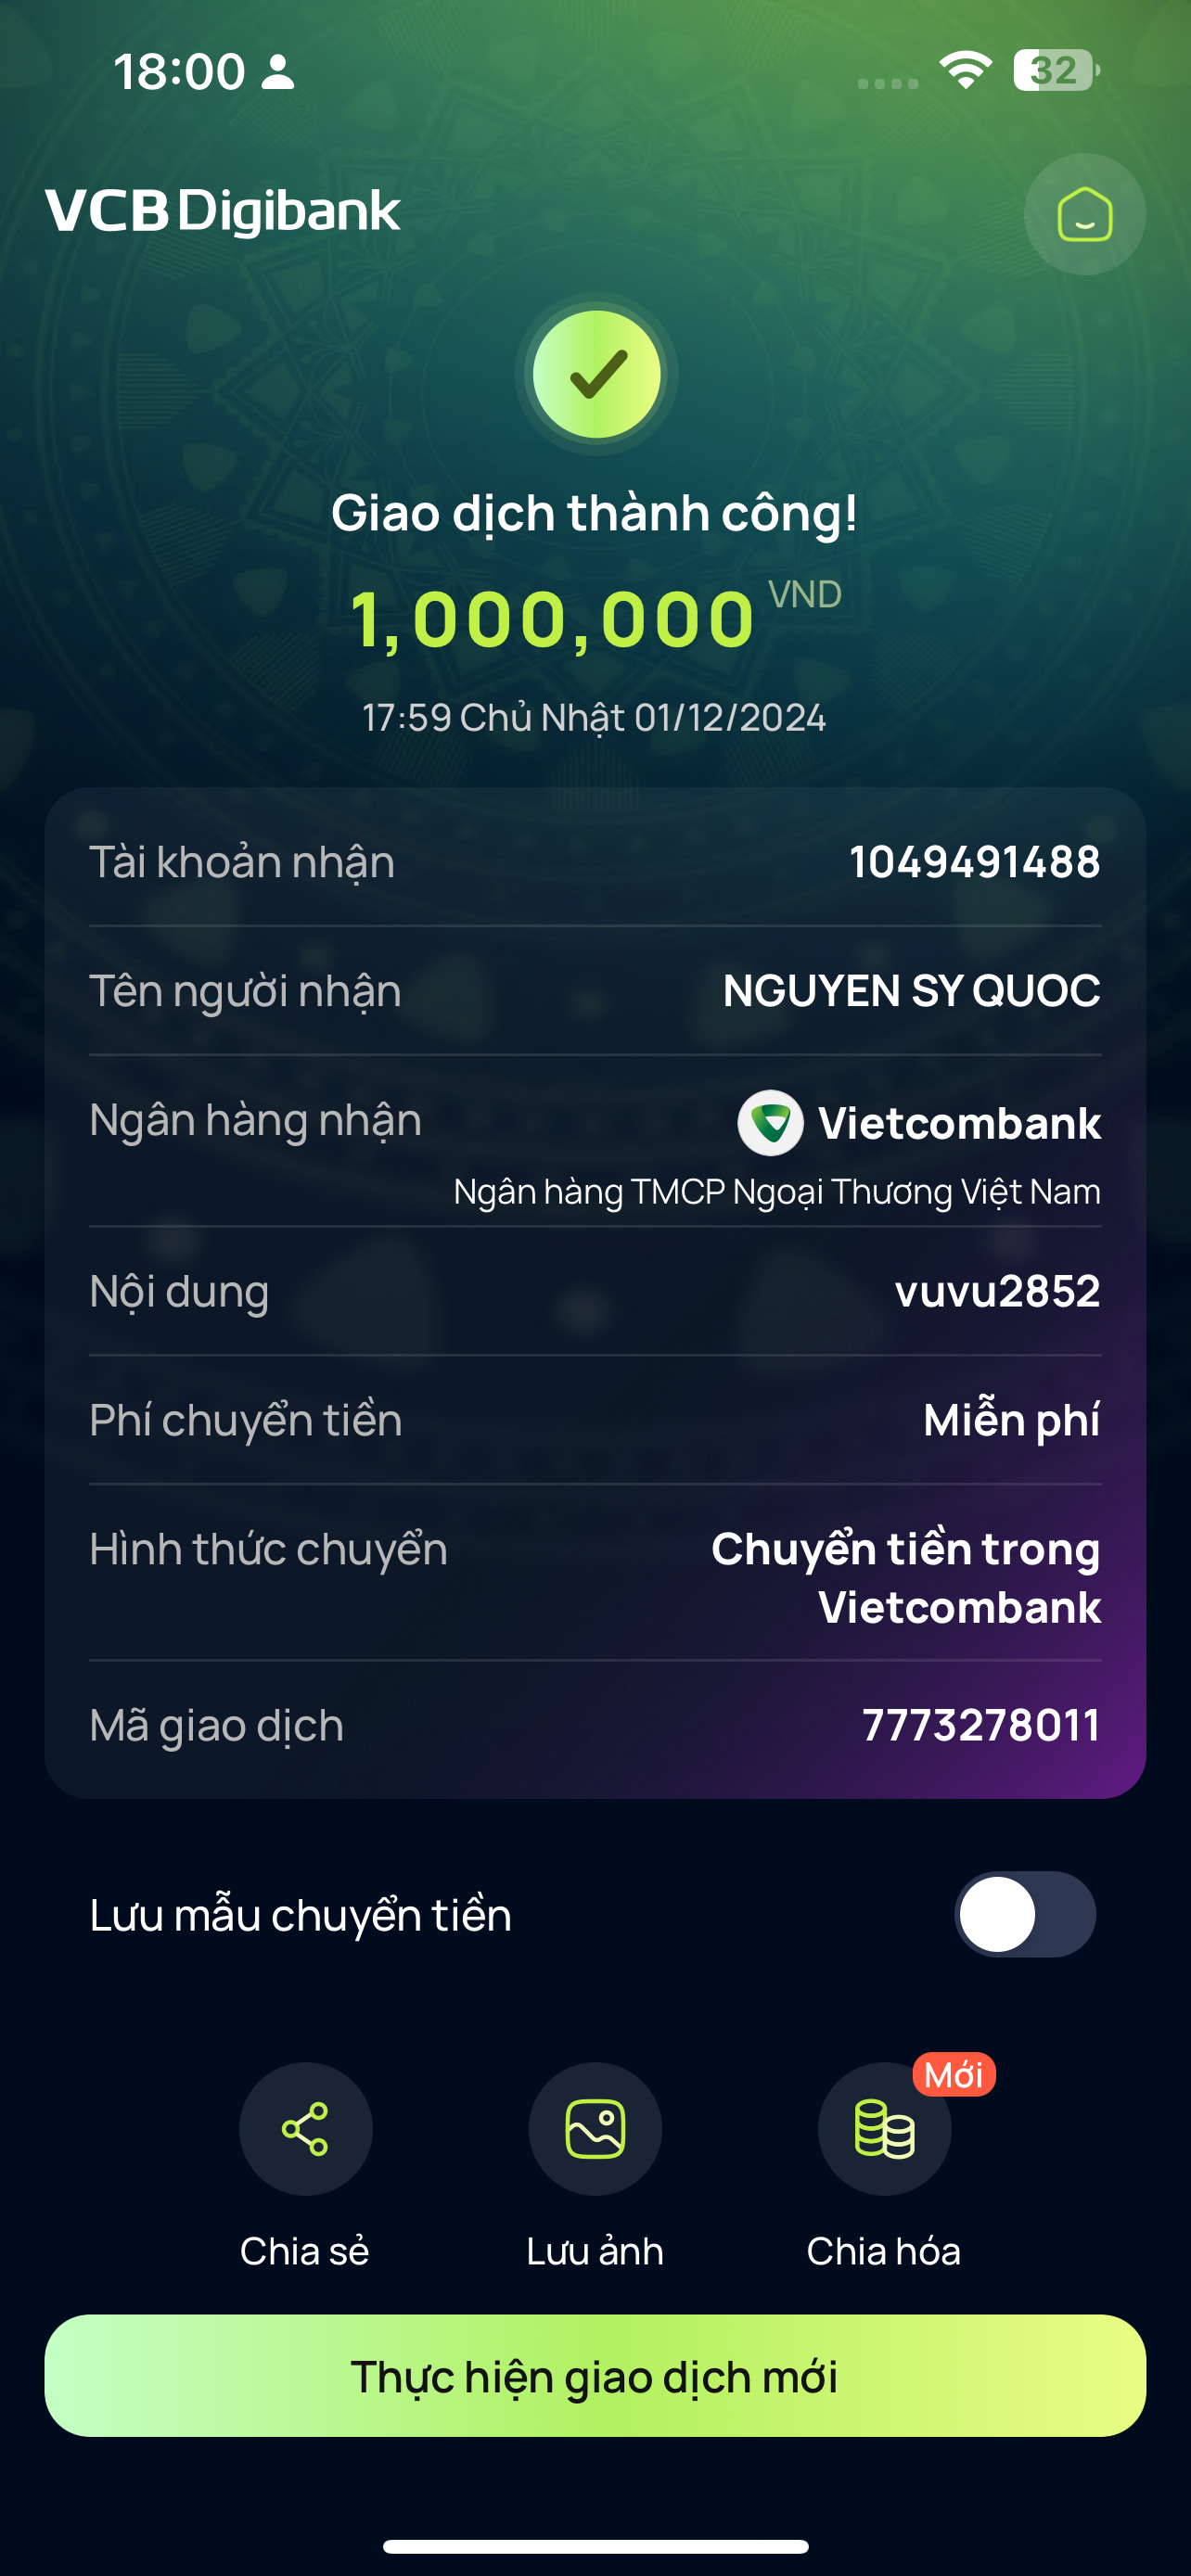 18:00
32
VCB Digibank
Giao dịch thành công!
1,000,000 VND
17:59 Chủ Nhật 01/12/2024
Tài khoản nhận 1049491488
Tên người nhận NGUYEN SY QUOC
Ngân hàng nhận Vietcombank
Ngân hàng TMCP Ngoại Thương Việt Nam
Nội dung vuvu2852
Phí chuyển tiền Miễn phí
Hình thức chuyển Chuyển tiền trong
Vietcombank
Mã giao dịch 7773278011
Lưu mẫu chuyển tiền
Mới
Chia sẻ Lưu ảnh Chia hóa
Thực hiện giao dịch mới